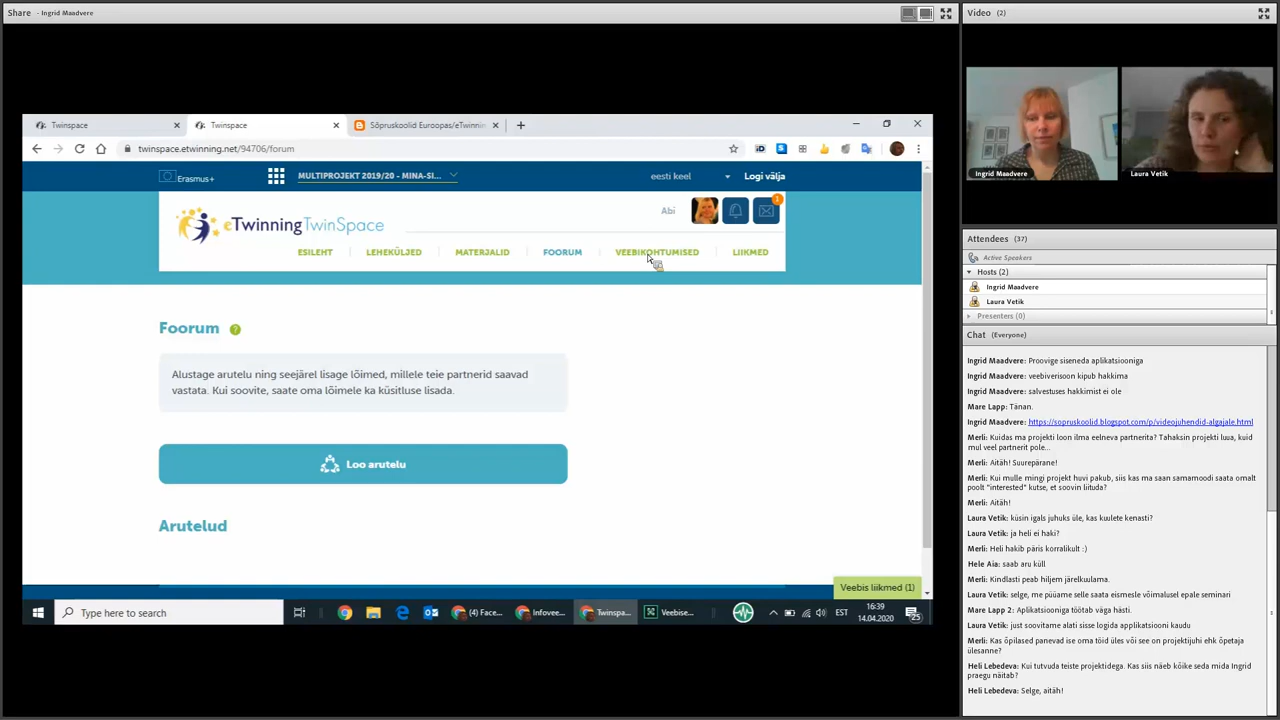 Share - Ingrid Maadvere
Twinspace
Twinspace
Sõpruskoolid Euroopas/eTwinnin
twinspace.etwinning.net/94706/forum
Erasmus+
MULTIPROJEKT 2019/20 - MINA-SI...
eesti keel
Logi välja
eTwinningTwinSpace
Abi
1
ESILEHT
LEHEKÜLJED
MATERJALID
FOORUM
VEEBIKOHTUMISED
LIIKMED
Foorum ?
Alustage arutelu ning seejärel lisage lõimed, millele teie partnerid saavad
vastata. Kui soovite, saate oma lõimele ka küsitluse lisada.
Loo arutelu
Arutelud
Veebis liikmed (1)
Type here to search
(4) Face...
Infovee...
Twinspa...
Veebise...
EST
16:39
14.04.2020
25
Video (2)
Ingrid Maadvere
Laura Vetik
Attendees (37)
Active Speakers
Hosts (2)
Ingrid Maadvere
Laura Vetik
Presenters (0)
Chat (Everyone)
Ingrid Maadvere: Proovige siseneda aplikatsiooniga
Ingrid Maadvere: veebiverisoon kipub hakkima
Ingrid Maadvere: salvestuses hakkimist ei ole
Mare Lapp: Tänan.
Ingrid Maadvere: https://sopruskoolid.blogspot.com/p/videojuhendid-algajale.html
Merli: Kuidas ma projekti loon ilma eelneva partnerita? Tahaksin projekti luua, kuid
mul veel partnerit pole...
Merli: Aitäh! Suurepärane!
Merli: Kui mulle mingi projekt huvi pakub, siis kas ma saan samamoodi saata omalt
poolt "interested" kutse, et soovin liituda?
Merli: Aitäh!
Laura Vetik: küsin igals juhuks üle, kas kuulete kenasti?
Laura Vetik: ja heli ei haki?
Merli: Heli hakib päris korralikult :)
Hele Aia: saab aru küll
Merli: Kindlasti peab hiljem järelkuulama.
Laura Vetik: selge, me püüame selle saata eismesle võimalusel epale seminari
Mare Lapp 2: Aplikatsiooniga töötab väga hästi.
Laura Vetik: just soovitame alati sisse logida applikatsiooni kaudu
Merli: Kas õpilased panevad ise oma töid üles või see on projektijuhi ehk õpetaja
ülesanne?
Heli Lebedeva: Kui tutvuda teiste projektidega. Kas siis näeb kõike seda mida Ingrid
praegu näitab?
Heli Lebedeva: Selge, aitäh!